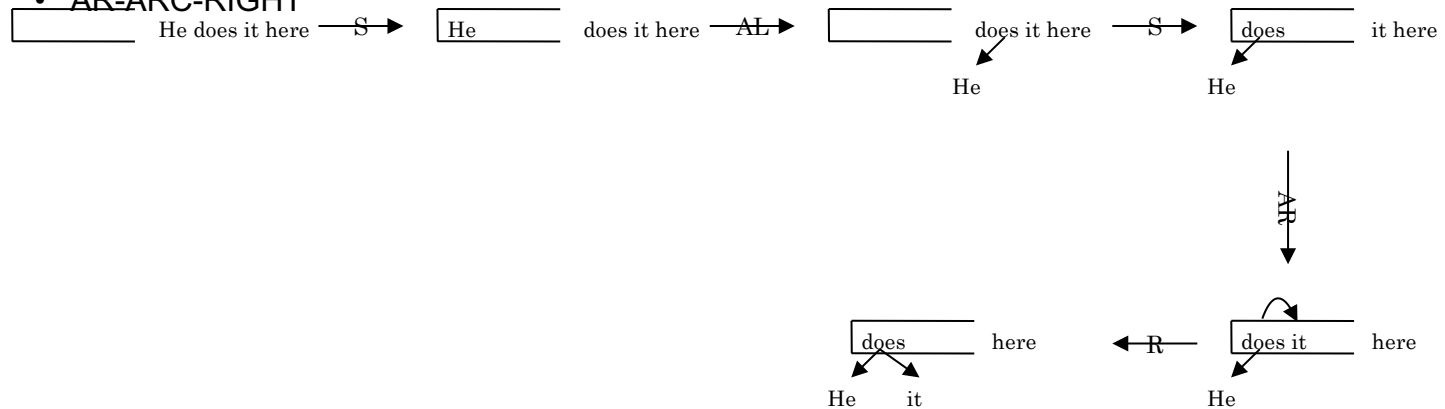 • AR-ARC-RIGHT
He does it here S He does it here AL does it here S does it here
He He
AR
does here R does it here
He it He